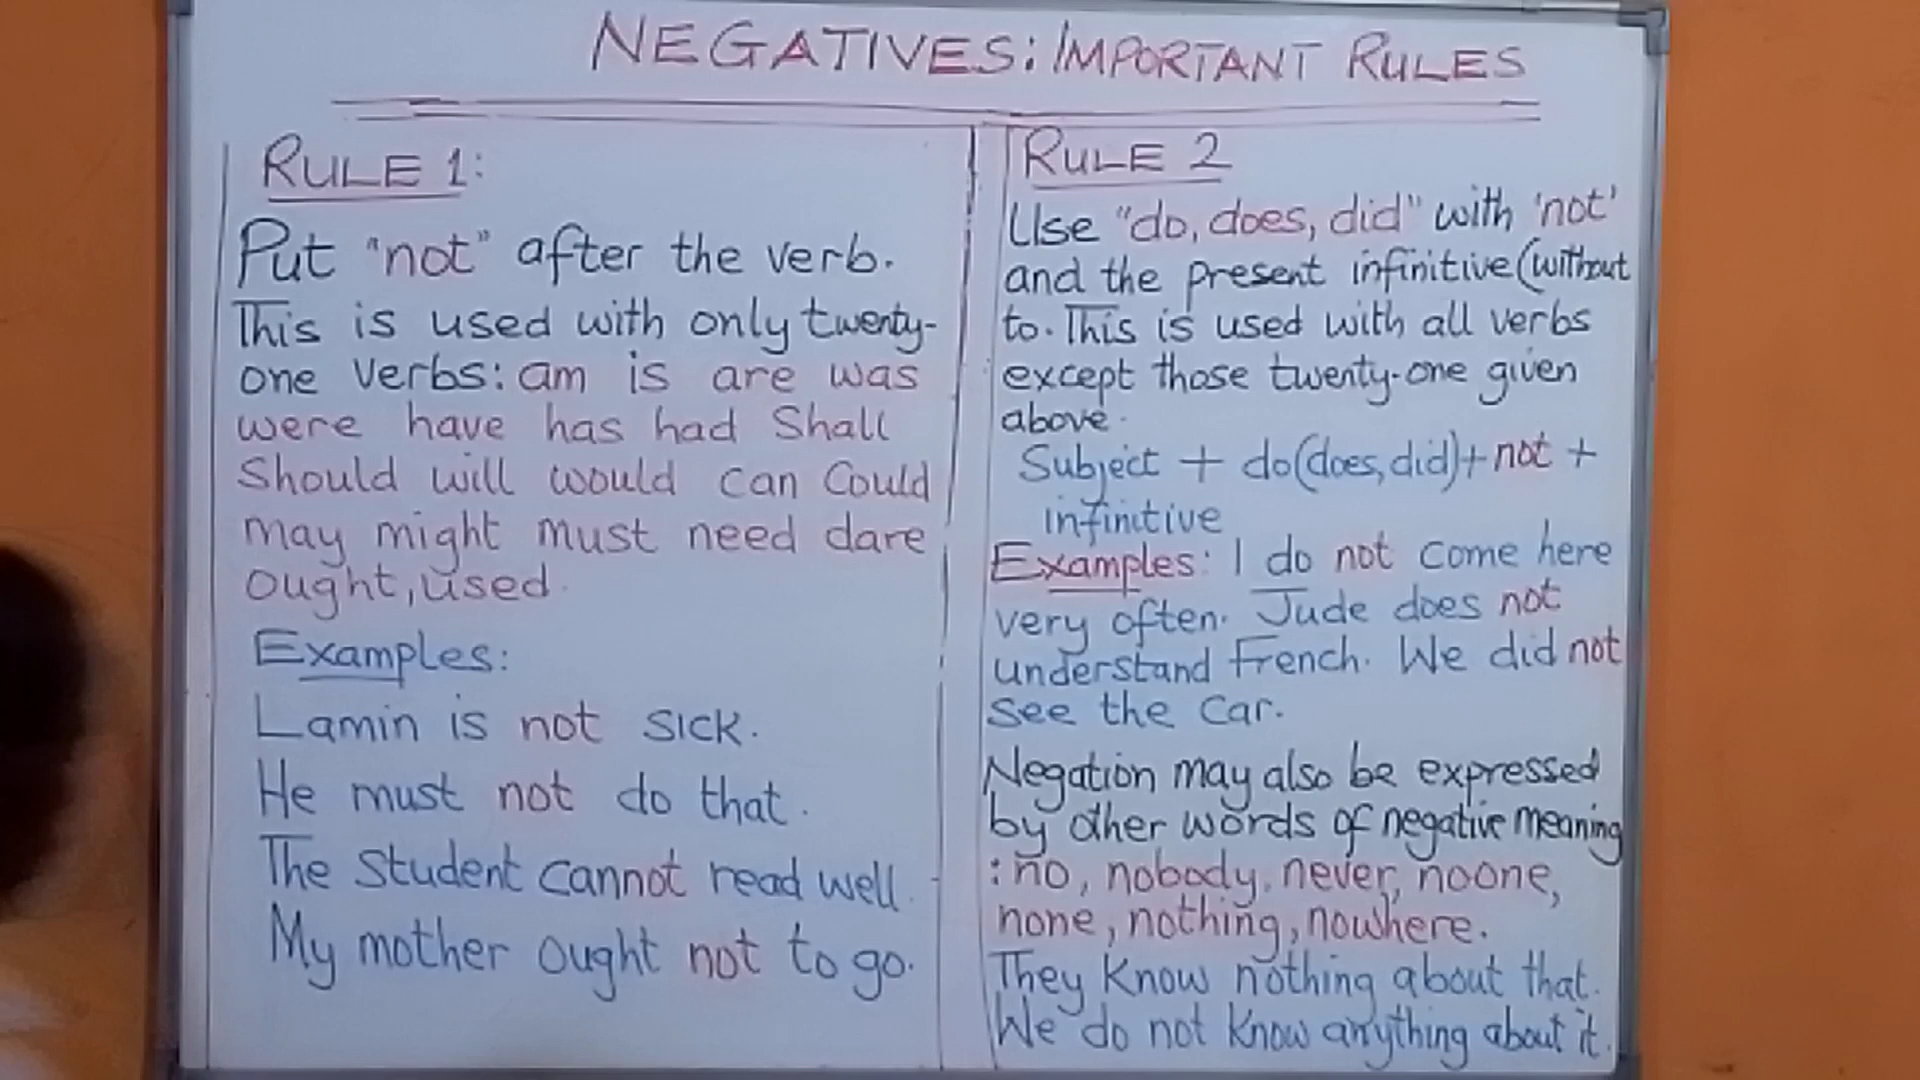 NEGATIVES: IMPORTANT RULES
RULE 1:
Put "not" after the verb.
This is used with only twenty-
one verbs: am is are was
were have has had Shall
Should will would can Could
may might must need dare
ought, used.
Examples:
Lamin is not sick.
He must not do that.
The Student cannot read well.
My mother ought not to go.
RULE 2
Use "do, does, did" with 'not'
and the present infinitive (without
to. This is used with all verbs
except those twenty-one given
above.
Subject + do(does, did)+ not +
infinitive
Examples: I do not come here
very often. Jude does not
understand French. We did not
see the car.
Negation may also be expressed
by other words of negative meaning
: no, nobody, never, noone,
none, nothing, nowhere.
They Know nothing about that.
We do not know anything about it.